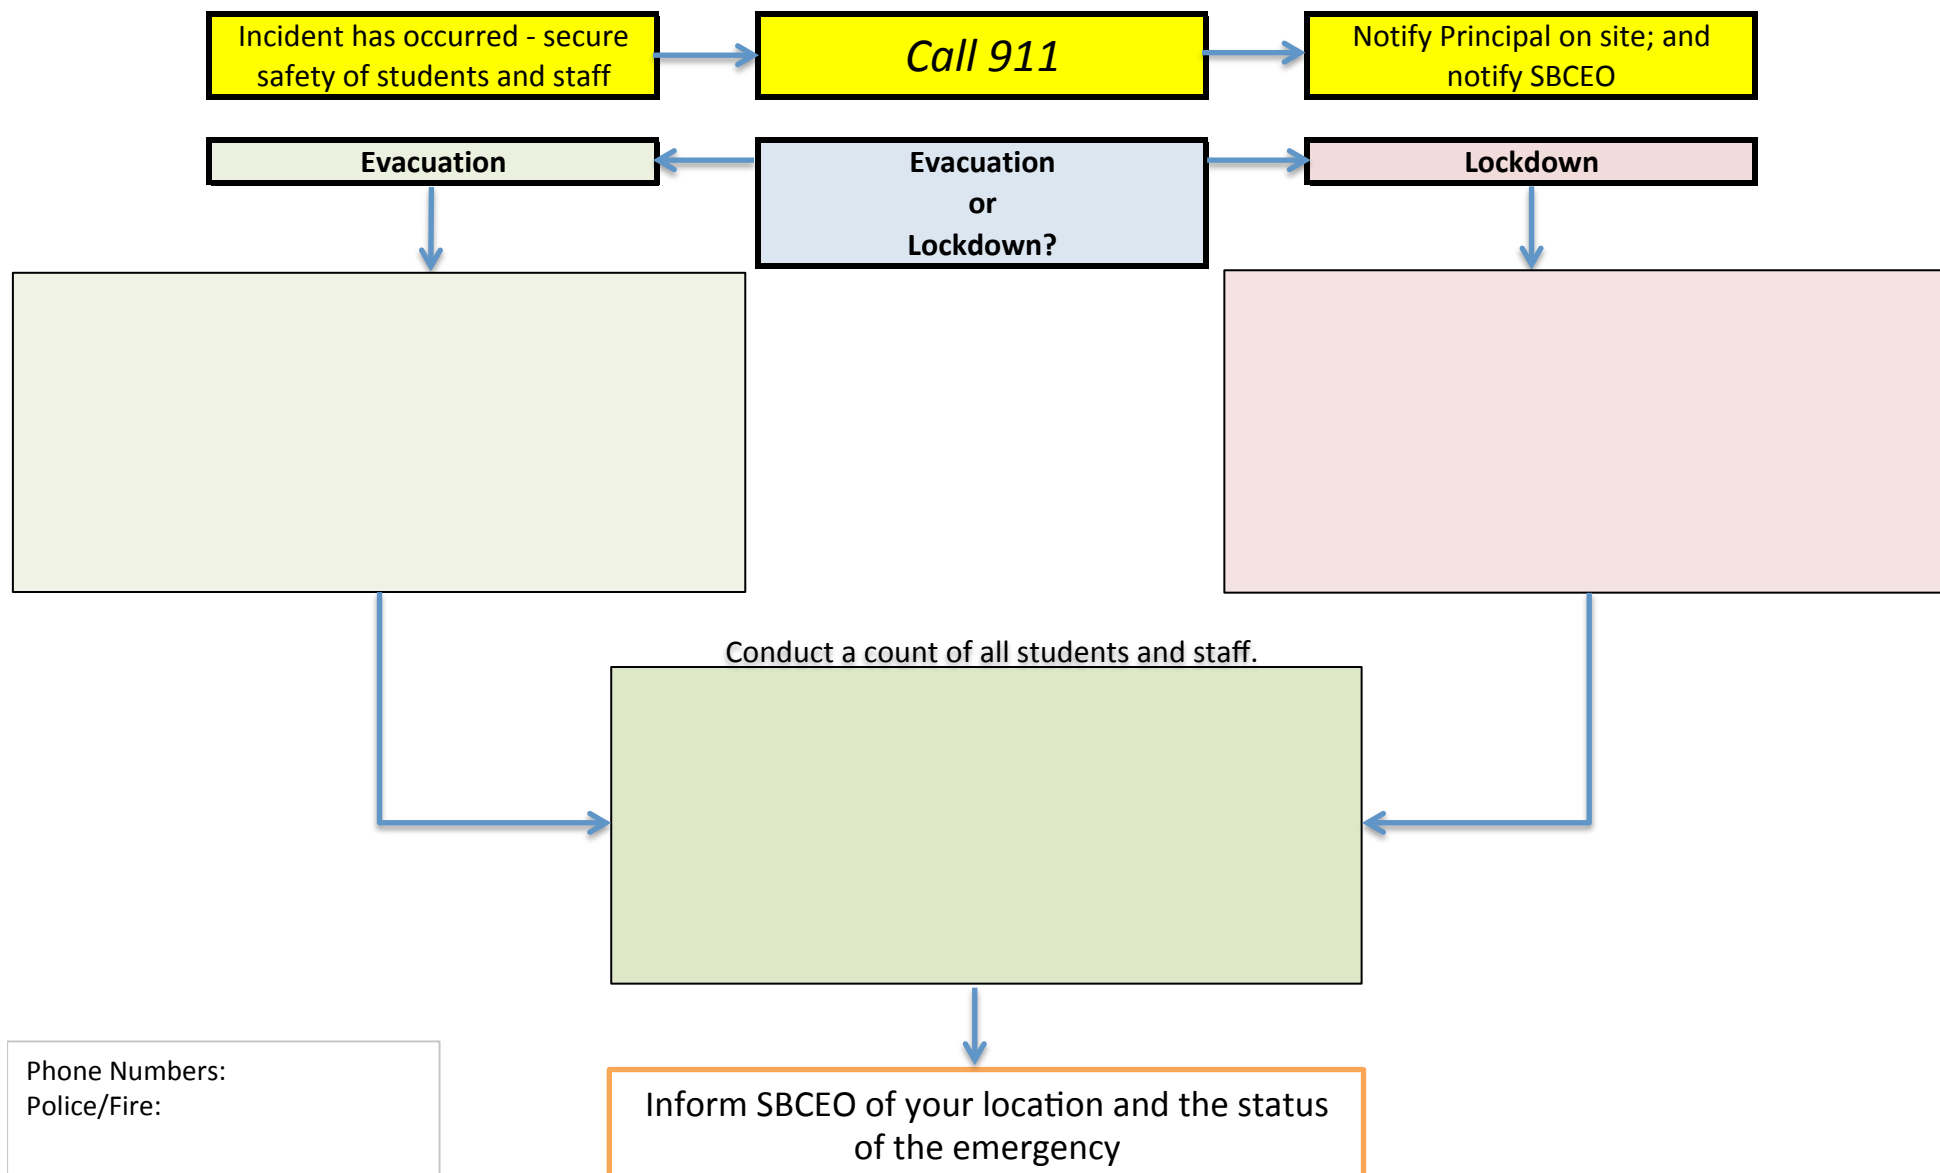 Incident has occurred - secure
safety of students and staff
Call 911
Notify Principal on site; and
notify SBCEO
Evacuation
Evacuation
or
Lockdown?
Lockdown
Conduct a count of all students and staff.
Phone Numbers:
Police/Fire:
Inform SBCEO of your location and the status
of the emergency